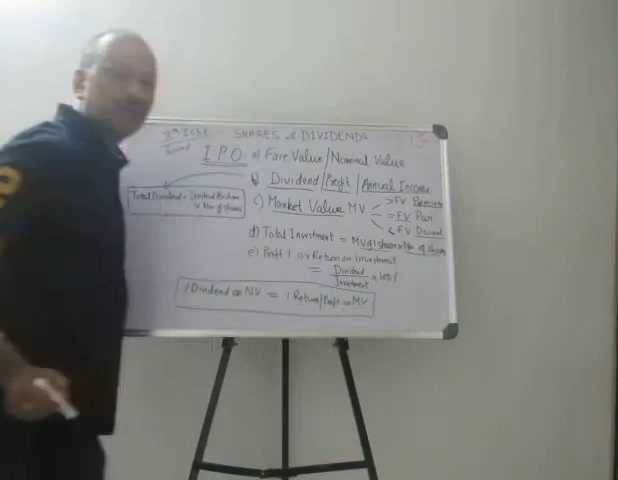 Xth ICSE SHARES & DIVIDENDS
I P O a) Face Value/Nominal Value
b) Dividend/Profit/Annual Income
Total Dividend = Dividend Per Share
x No. of shares
c) Market Value MV
>FV Premium
=FV Par
<FV Discount
d) Total Investment = MV of 1 share x No. of shares
e) Profit % or Return on Investment
= Dividend
Investment
x 100%
% Dividend on NV = % Return/Profit on MV